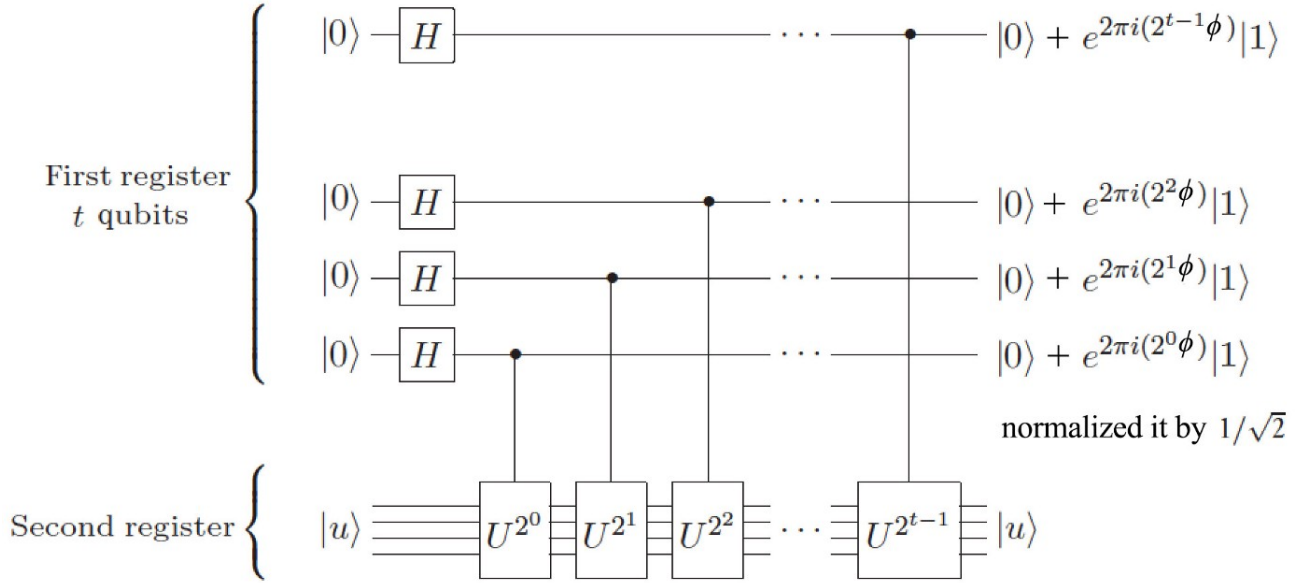 |0⟩ H ··· |0⟩ + e^{2πi(2^{t−1}ϕ)}|1⟩
First register
t qubits
|0⟩ H ··· |0⟩ + e^{2πi(2^2ϕ)}|1⟩
|0⟩ H ··· |0⟩ + e^{2πi(2^1ϕ)}|1⟩
|0⟩ H ··· |0⟩ + e^{2πi(2^0ϕ)}|1⟩
normalized it by 1/√2
Second register |u⟩ U^{2^0} U^{2^1} U^{2^2} ··· U^{2^{t−1}} |u⟩